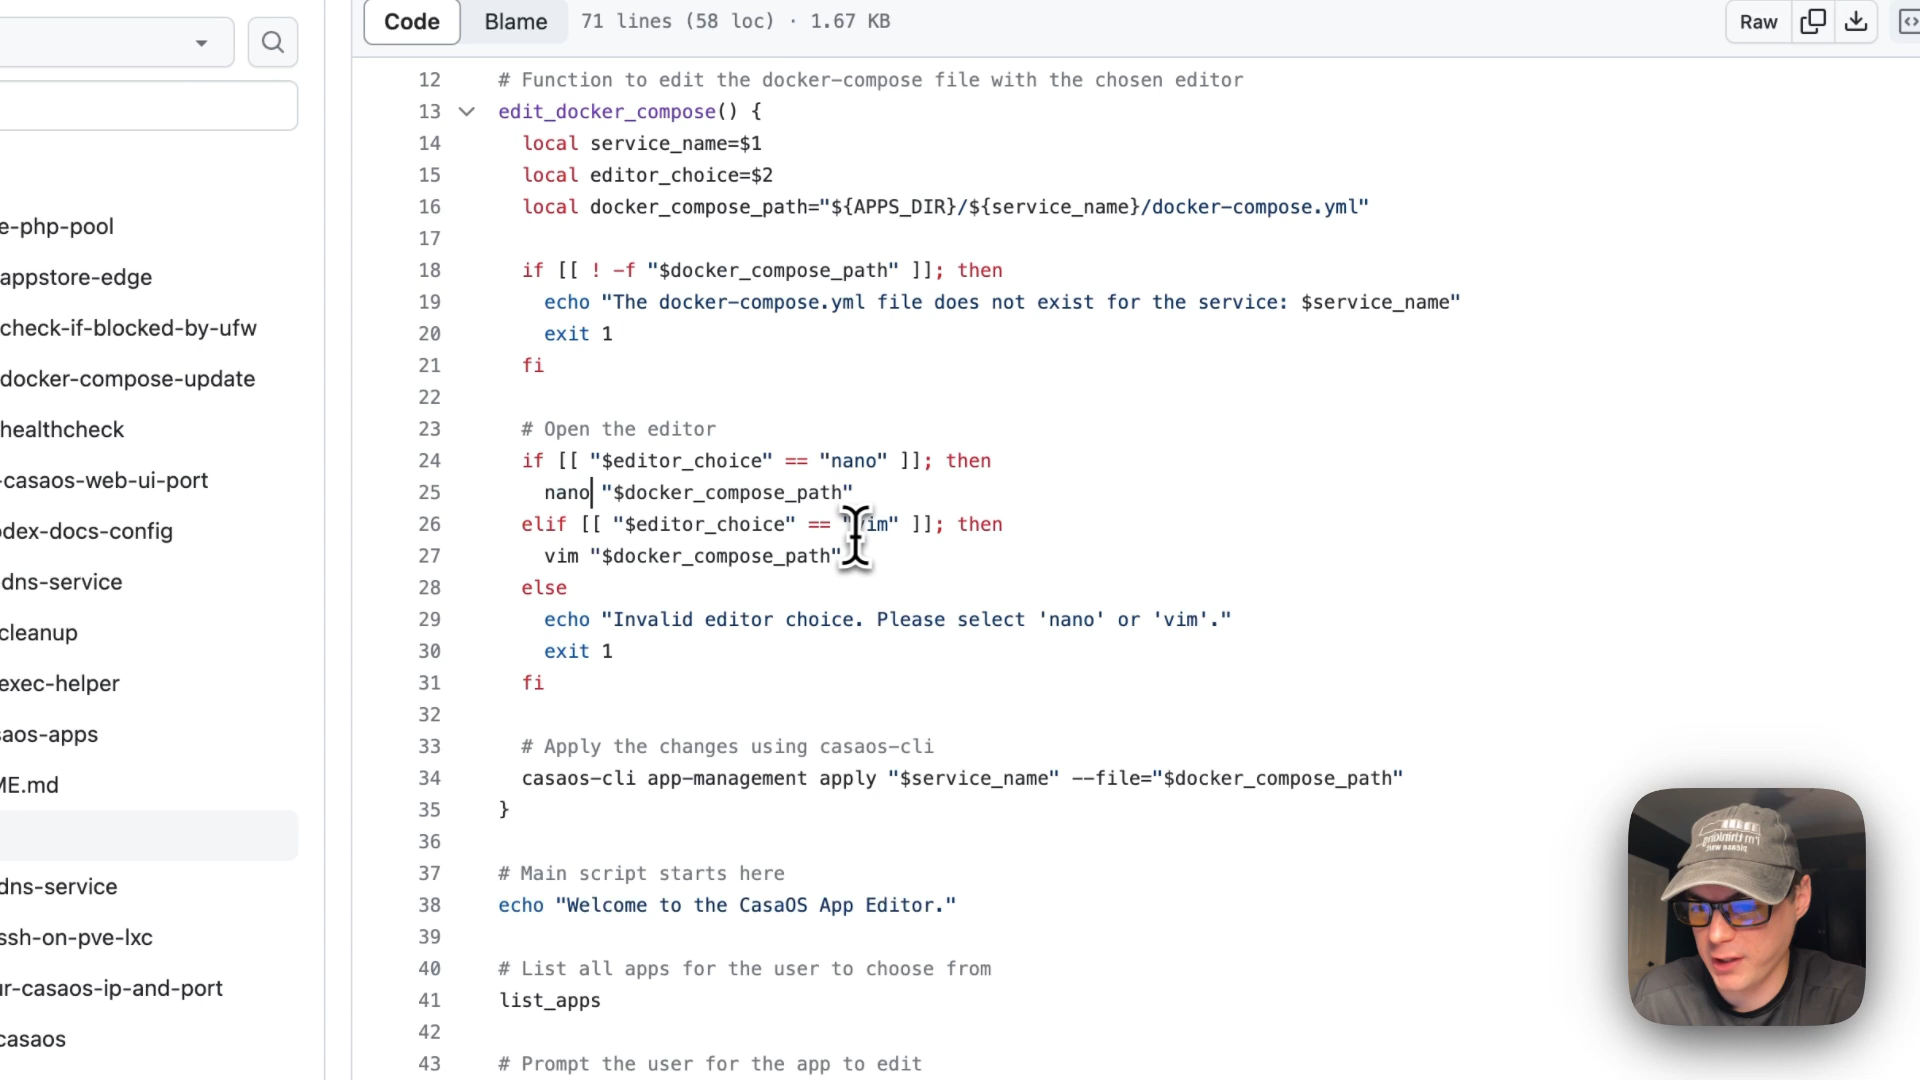 Code Blame 71 lines (58 loc) · 1.67 KB Raw
e-php-pool
appstore-edge
check-if-blocked-by-ufw
docker-compose-update
healthcheck
-casaos-web-ui-port
odex-docs-config
dns-service
cleanup
exec-helper
saos-apps
ME.md
dns-service
ssh-on-pve-lxc
ur-casaos-ip-and-port
casaos
12 # Function to edit the docker-compose file with the chosen editor
13 edit_docker_compose() {
14 local service_name=$1
15 local editor_choice=$2
16 local docker_compose_path="${APPS_DIR}/${service_name}/docker-compose.yml"
17
18 if [[ ! -f "$docker_compose_path" ]]; then
19 echo "The docker-compose.yml file does not exist for the service: $service_name"
20 exit 1
21 fi
22
23 # Open the editor
24 if [[ "$editor_choice" == "nano" ]]; then
25 nano "$docker_compose_path"
26 elif [[ "$editor_choice" == "vim" ]]; then
27 vim "$docker_compose_path"
28 else
29 echo "Invalid editor choice. Please select 'nano' or 'vim'."
30 exit 1
31 fi
32
33 # Apply the changes using casaos-cli
34 casaos-cli app-management apply "$service_name" --file="$docker_compose_path"
35 }
36
37 # Main script starts here
38 echo "Welcome to the CasaOS App Editor."
39
40 # List all apps for the user to choose from
41 list_apps
42
43 # Prompt the user for the app to edit